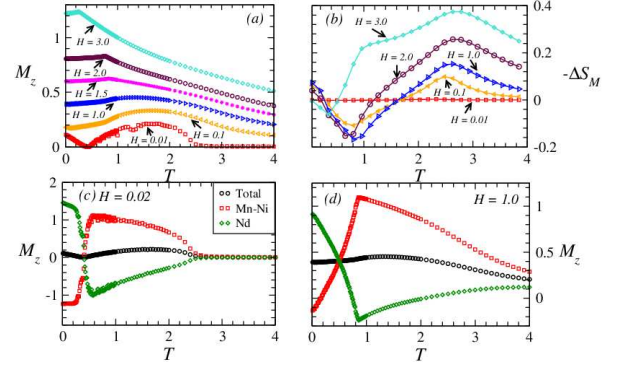 (a)
H = 3.0
H = 2.0
H = 1.5
H = 1.0
H = 0.01
H = 0.1
M_z
1
0.5
0
0 1 2 3 4
T
(b)
H = 3.0
H = 2.0
H = 1.0
H = 0.1
H = 0.01
0.4
0.2
0
-0.2
-ΔS_M
0 1 2 3 4
T
(c) H = 0.02
Total
Mn-Ni
Nd
M_z
2
1
0
-1
0 1 2 3 4
T
(d) H = 1.0
1
0.5
0
M_z
0 1 2 3 4
T